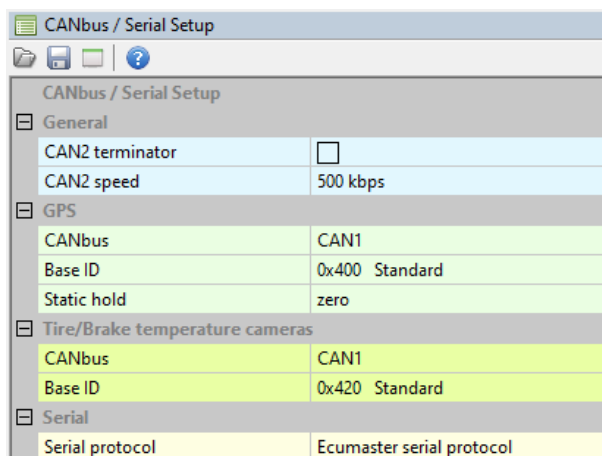 CANbus / Serial Setup
CANbus / Serial Setup
General
CAN2 terminator
CAN2 speed 500 kbps
GPS
CANbus CAN1
Base ID 0x400 Standard
Static hold zero
Tire/Brake temperature cameras
CANbus CAN1
Base ID 0x420 Standard
Serial
Serial protocol Ecumaster serial protocol